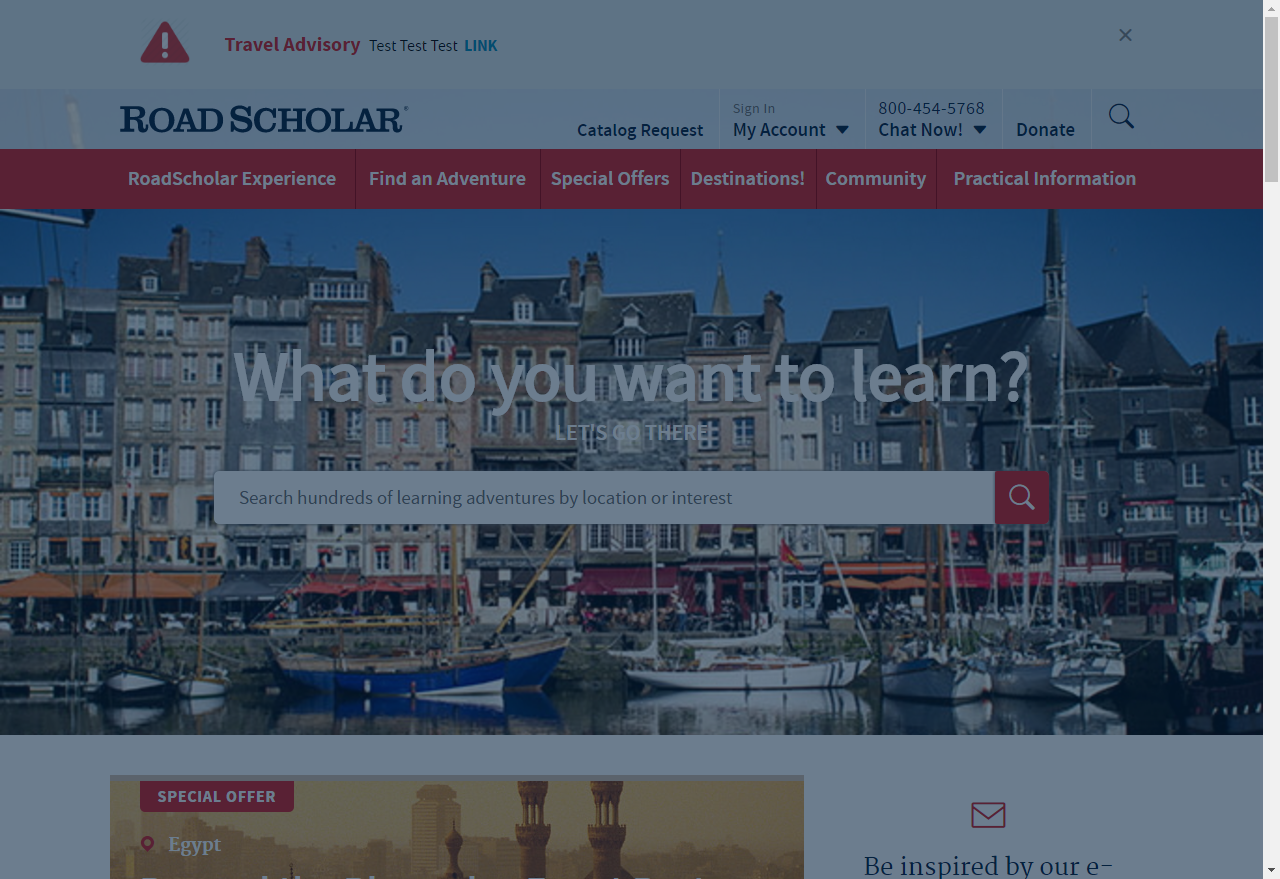 Travel Advisory Test Test Test LINK
ROAD SCHOLAR®
Catalog Request
Sign In
My Account
800-454-5768
Chat Now!
Donate
RoadScholar Experience
Find an Adventure
Special Offers
Destinations!
Community
Practical Information
What do you want to learn?
LET'S GO THERE
Search hundreds of learning adventures by location or interest
SPECIAL OFFER
Egypt
Be inspired by our e-